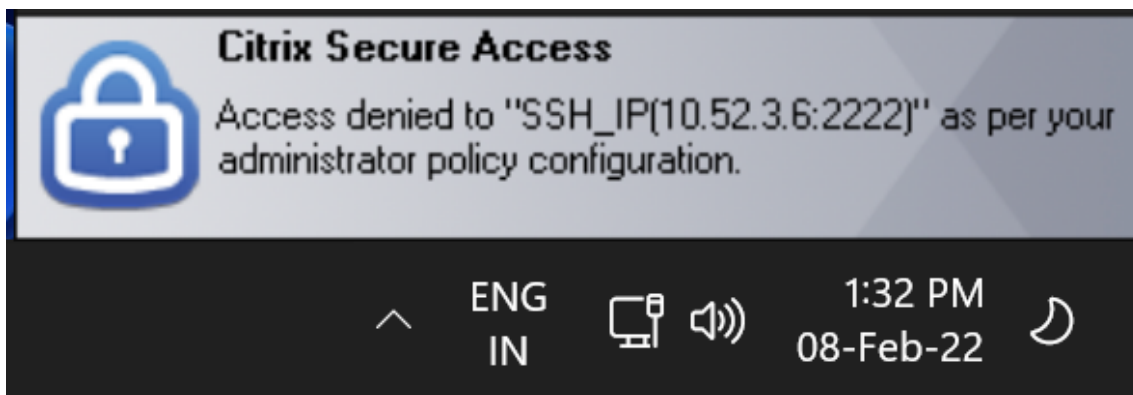 Citrix Secure Access
Access denied to "SSH_IP(10.52.3.6:2222)" as per your
administrator policy configuration.
ENG
IN
1:32 PM
08-Feb-22